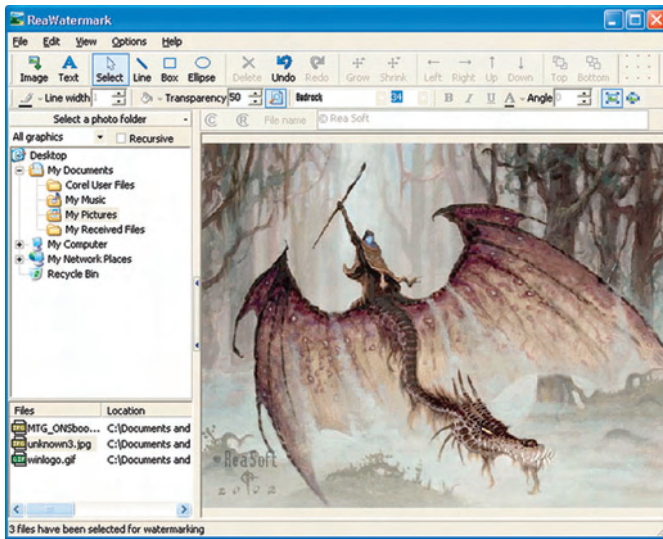 ReaWatermark
File Edit View Options Help
Image Text Select Line Box Ellipse Delete Undo Redo Grow Shrink Left Right Up Down Top Bottom
Line width 1 Transparency 50 Bedrock 34 B I U A Angle 0
Select a photo folder
© ® File name © Rea Soft
All graphics Recursive
Desktop
My Documents
Corel User Files
My Music
My Pictures
My Received Files
My Computer
My Network Places
Recycle Bin
Files Location
MTG_ONSboo... C:\Documents and
unknown3.jpg C:\Documents and
winlogo.gif C:\Documents and
© ReaSoft
2002
3 files have been selected for watermarking